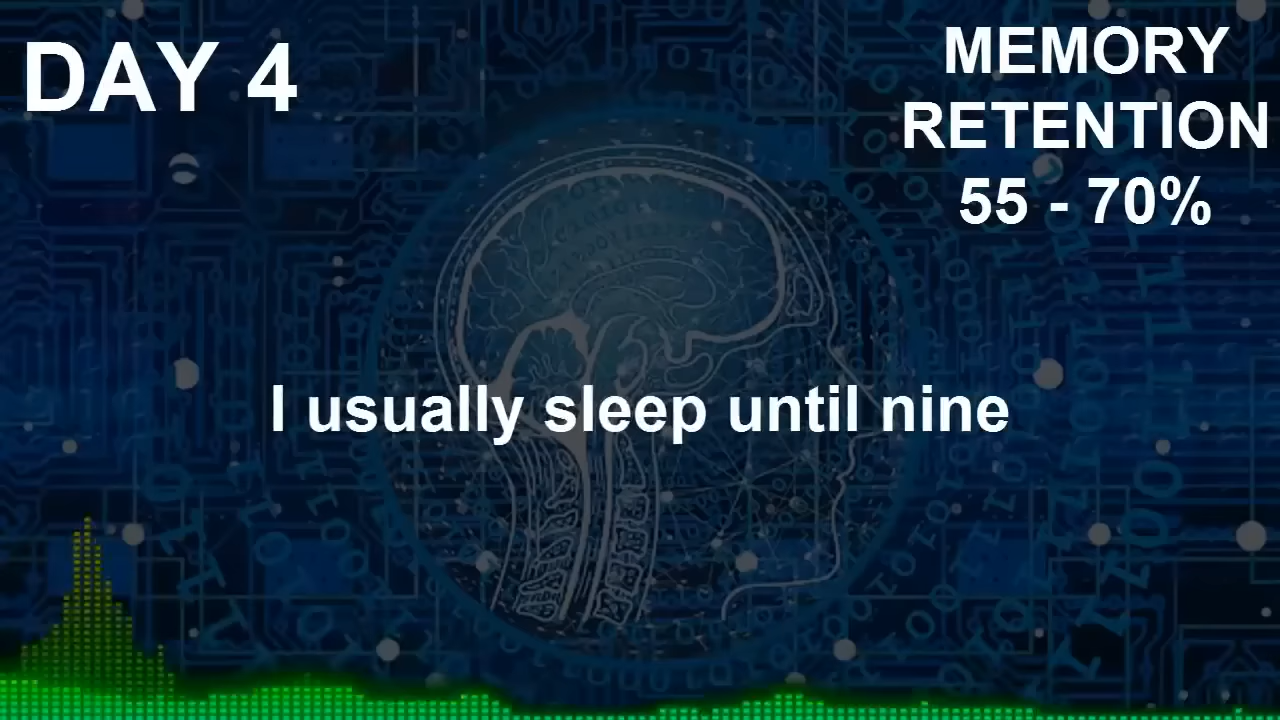 DAY 4
MEMORY
RETENTION
55 - 70%
I usually sleep until nine